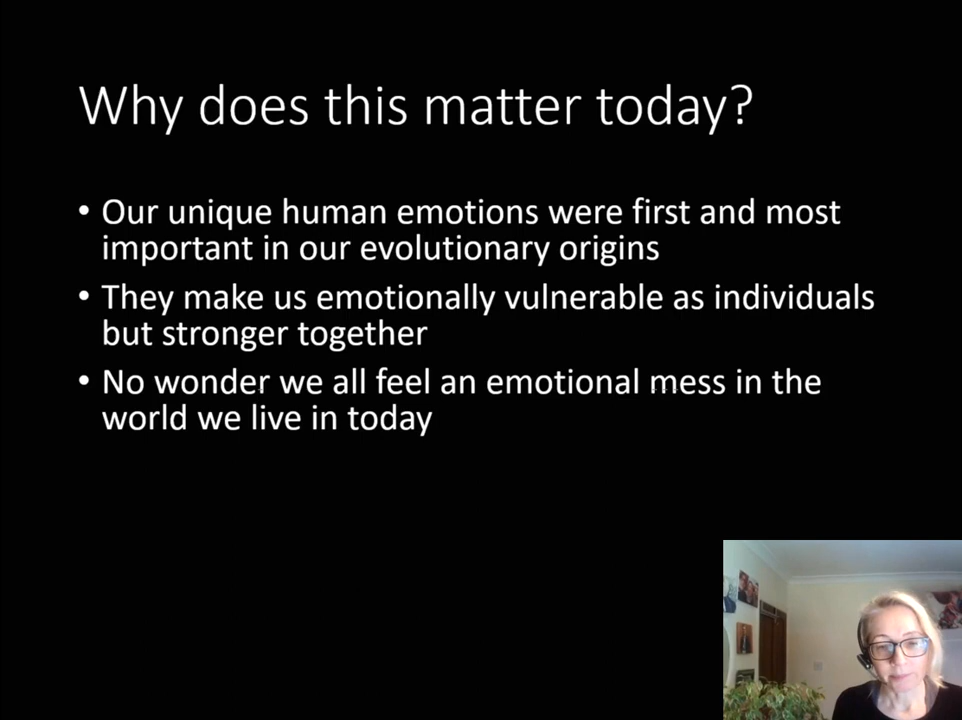 Why does this matter today?
• Our unique human emotions were first and most
important in our evolutionary origins
• They make us emotionally vulnerable as individuals
but stronger together
• No wonder we all feel an emotional mess in the
world we live in today